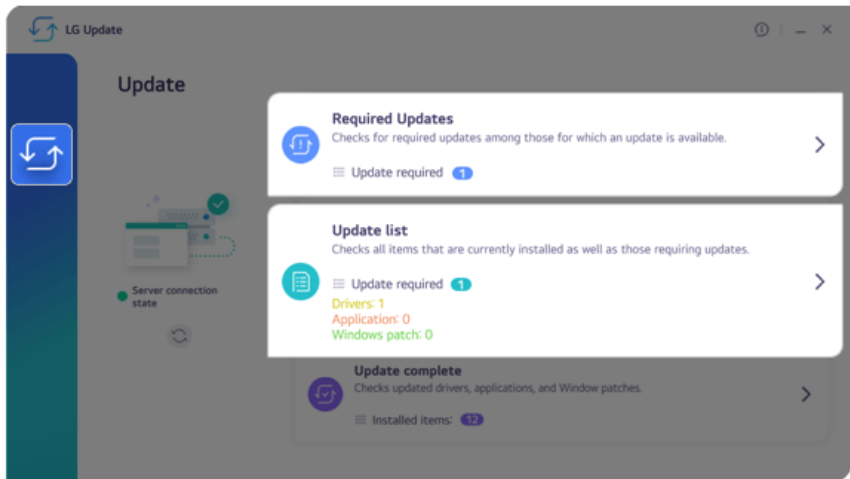 LG Update
Update
Required Updates
Checks for required updates among those for which an update is available.
Update required 1
Update list
Checks all items that are currently installed as well as those requiring updates.
Update required 1
Drivers: 1
Application: 0
Windows patch: 0
Server connection
state
Update complete
Checks updated drivers, applications, and Window patches.
Installed items: 12